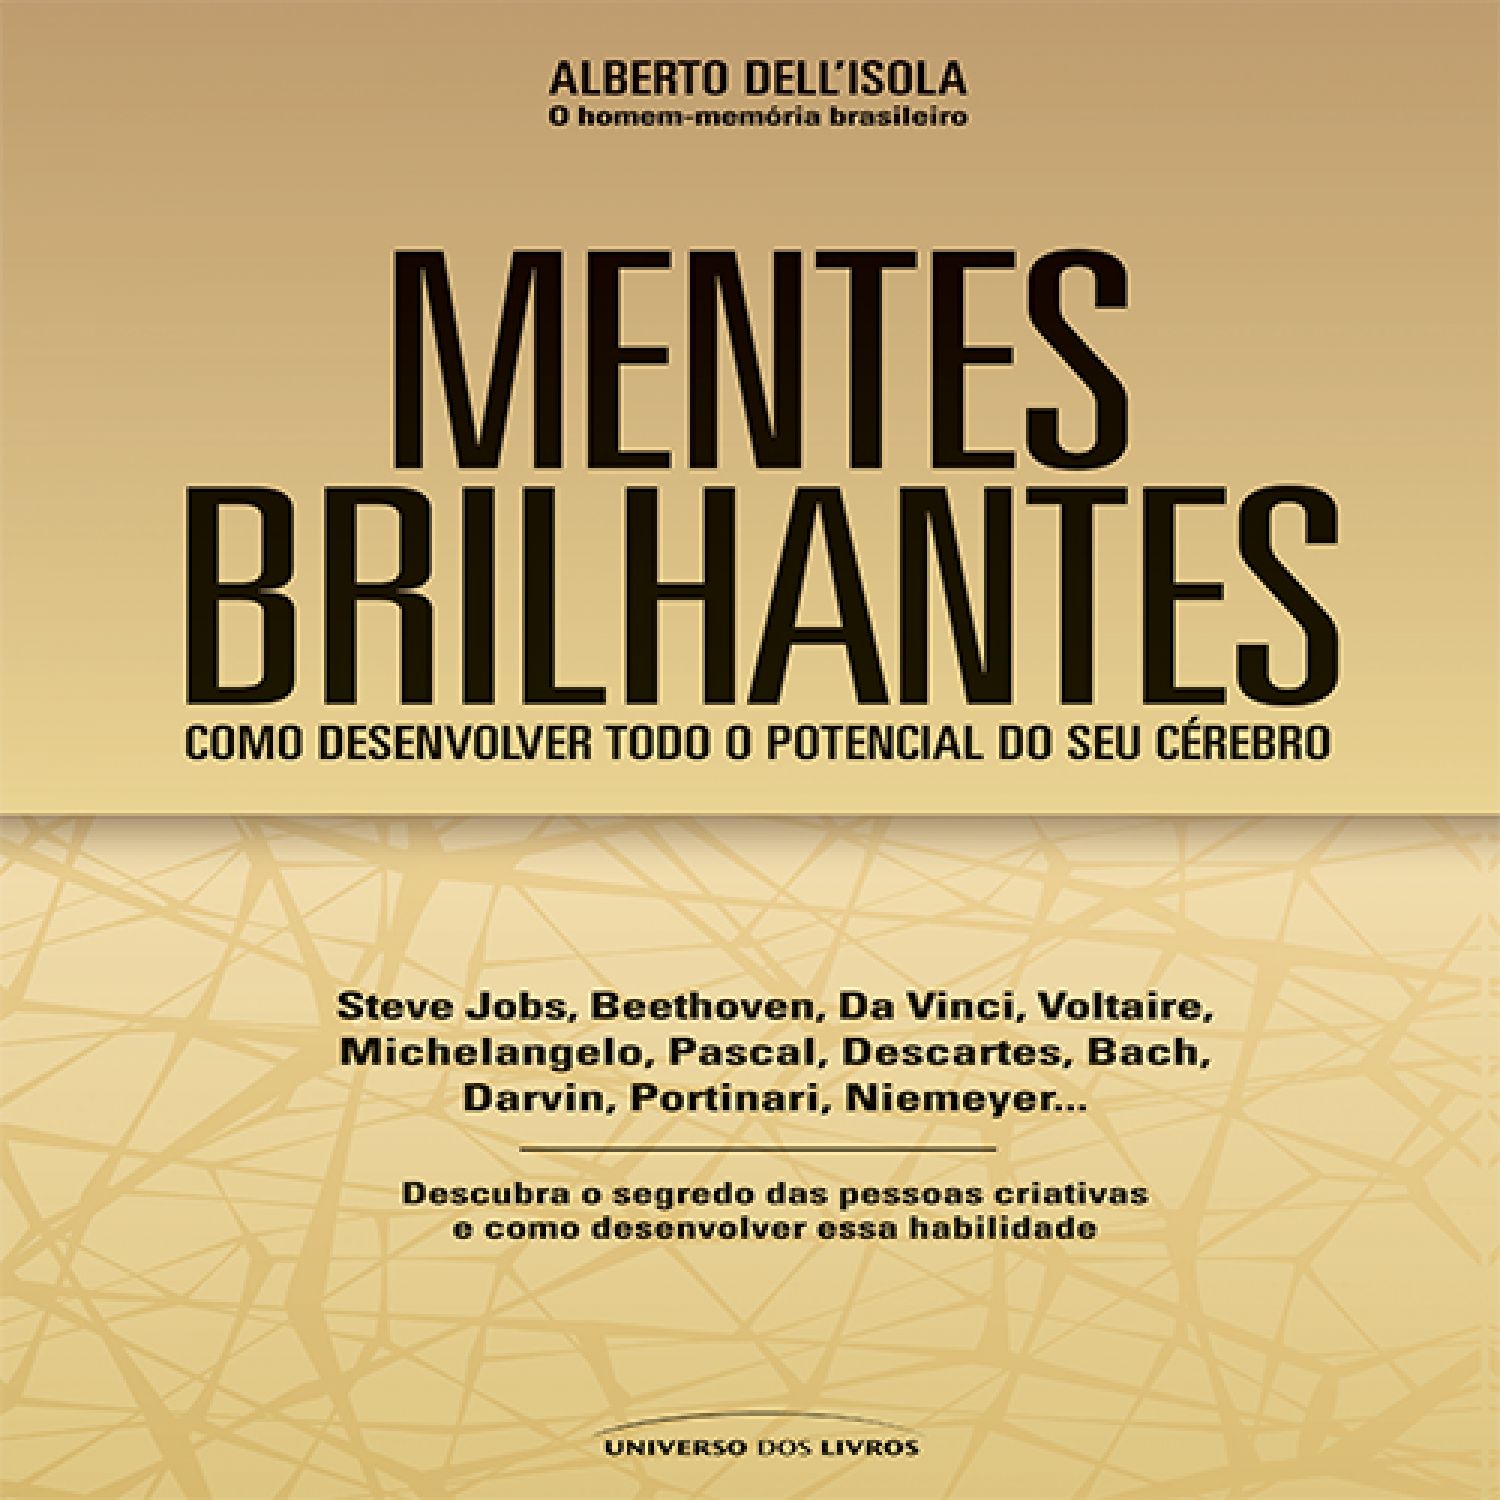 ALBERTO DELL'ISOLA
O homem-memória brasileiro
MENTES
BRILHANTES
COMO DESENVOLVER TODO O POTENCIAL DO SEU CÉREBRO
Steve Jobs, Beethoven, Da Vinci, Voltaire,
Michelangelo, Pascal, Descartes, Bach,
Darvin, Portinari, Niemeyer...
Descubra o segredo das pessoas criativas
e como desenvolver essa habilidade
UNIVERSO DOS LIVROS